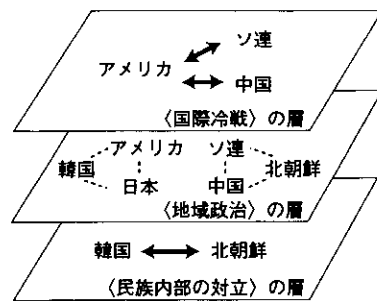 ソ連
アメリカ
中国
〈国際冷戦〉の層
アメリカ ソ連
韓国 北朝鮮
日本 中国
〈地域政治〉の層
韓国 北朝鮮
〈民族内部の対立〉の層